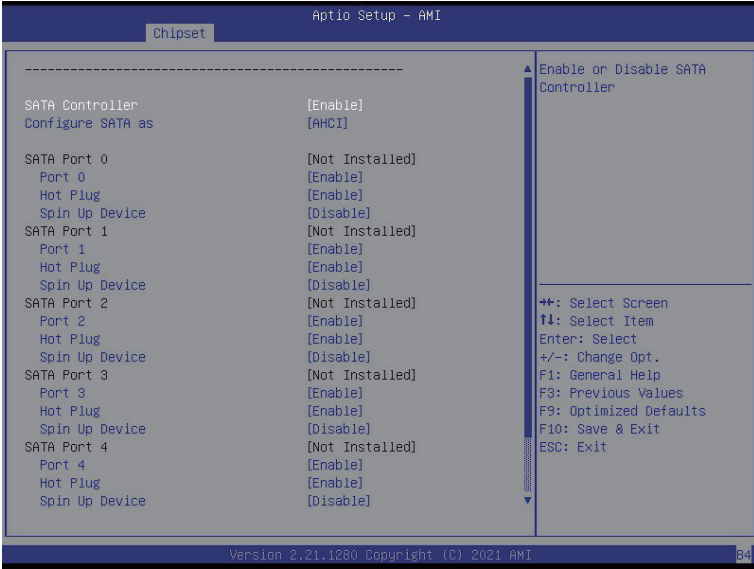 Aptio Setup – AMI
Chipset
--------------------------------------------------
SATA Controller [Enable]
Configure SATA as [AHCI]
SATA Port 0 [Not Installed]
Port 0 [Enable]
Hot Plug [Enable]
Spin Up Device [Disable]
SATA Port 1 [Not Installed]
Port 1 [Enable]
Hot Plug [Enable]
Spin Up Device [Disable]
SATA Port 2 [Not Installed]
Port 2 [Enable]
Hot Plug [Enable]
Spin Up Device [Disable]
SATA Port 3 [Not Installed]
Port 3 [Enable]
Hot Plug [Enable]
Spin Up Device [Disable]
SATA Port 4 [Not Installed]
Port 4 [Enable]
Hot Plug [Enable]
Spin Up Device [Disable]
Enable or Disable SATA
Controller
→←: Select Screen
↑↓: Select Item
Enter: Select
+/-: Change Opt.
F1: General Help
F3: Previous Values
F9: Optimized Defaults
F10: Save & Exit
ESC: Exit
Version 2.21.1280 Copyright (C) 2021 AMI
B4